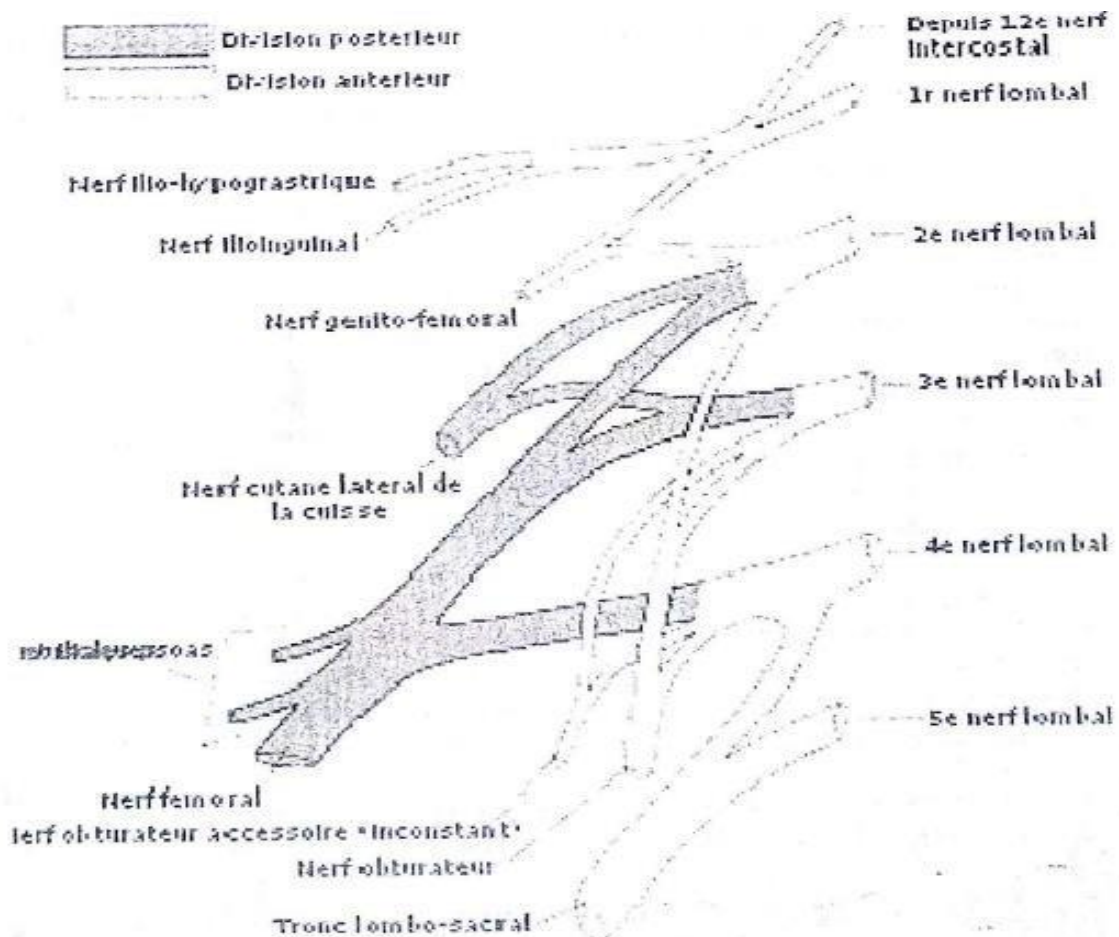 Division posterieur
Division anterieur
Depuis 12e nerf
Intercostal
1r nerf lombal
Nerf ilio-hypograstrique
Nerf ilioinguinal
2e nerf lombal
Nerf genito-femoral
3e nerf lombal
Nerf cutane lateral de
la cuisse
4e nerf lombal
5e nerf lombal
Nerf femoral
Nerf obturateur accessoire "inconstant"
Nerf obturateur
Tronc lombo-sacral